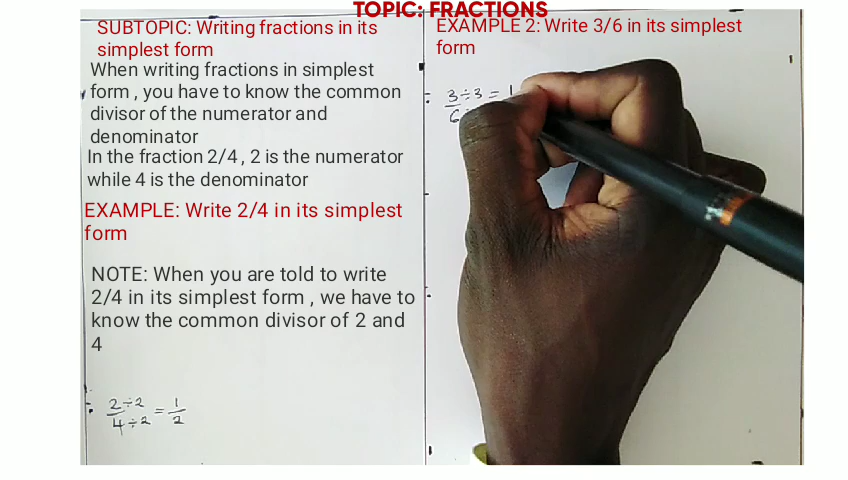 TOPIC: FRACTIONS
SUBTOPIC: Writing fractions in its
simplest form
When writing fractions in simplest
form , you have to know the common
divisor of the numerator and
denominator
In the fraction 2/4 , 2 is the numerator
while 4 is the denominator
EXAMPLE: Write 2/4 in its simplest
form
NOTE: When you are told to write
2/4 in its simplest form , we have to
know the common divisor of 2 and
4
2÷2 = 1
4÷2 2
EXAMPLE 2: Write 3/6 in its simplest
form
3÷3 = 1
6